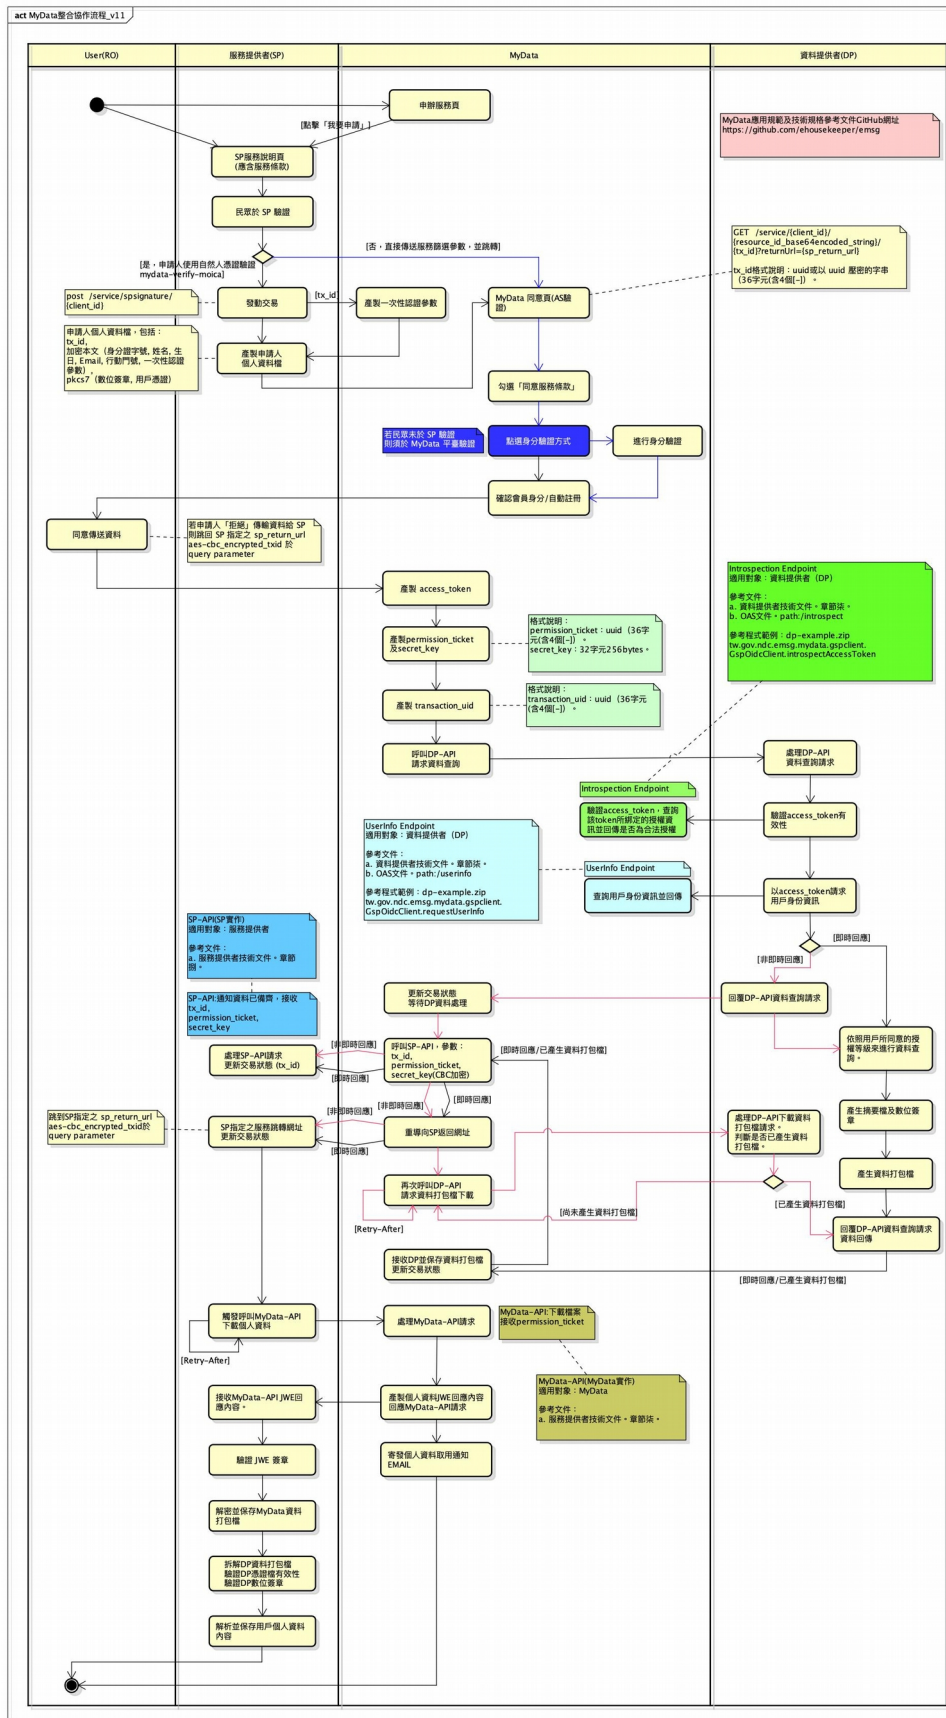 act MyData整合協作流程_v11
User(RO)
服務提供者(SP)
MyData
資料提供者(DP)
申辦服務頁
[點擊「我要申請」]
MyData應用規範及技術規格參考文件GitHub網址
https://github.com/ehousekeeper/emsg
SP服務說明頁
(應含服務條款)
民眾於 SP 驗證
[否，直接傳送服務篩選參數，並跳轉]
GET /service/{client_id}/
{resource_id_base64encoded_string}/
{tx_id}?returnUrl={sp_return_url}
tx_id格式說明：uuid或以 uuid 壓密的字串
（36字元(含4個[-]）。
[是，申請人使用自然人憑證驗證
mydata-verify-moica]
post /service/spsignature/
{client_id}
發動交易
[tx_id]
產製一次性認證參數
MyData 同意頁(AS驗
證)
申請人個人資料檔，包括：
tx_id,
加密本文（身分證字號, 姓名, 生
日, Email, 行動門號, 一次性認證
參數）,
pkcs7（數位簽章, 用戶憑證）
產製申請人
個人資料檔
勾選「同意服務條款」
若民眾未於 SP 驗證
則須於 MyData 平臺驗證
點選身分驗證方式
進行身分驗證
確認會員身分/自動註冊
同意傳送資料
若申請人「拒絕」傳輸資料給 SP
則跳回 SP 指定之 sp_return_url
aes-cbc_encrypted_txid 於
query parameter
Introspection Endpoint
適用對象：資料提供者（DP）
參考文件：
a. 資料提供者技術文件。章節柒。
b. OAS文件。path:/introspect
參考程式範例：dp-example.zip
tw.gov.ndc.emsg.mydata.gspclient.
GspOidcClient.introspectAccessToken
產製 access_token
產製permission_ticket
及secret_key
格式說明：
permission_ticket：uuid（36字
元(含4個[-]）。
secret_key：32字元256bytes。
產製 transaction_uid
格式說明：
transaction_uid：uuid（36字元
(含4個[-]）。
呼叫DP-API
請求資料查詢
處理DP-API
資料查詢請求
Introspection Endpoint
驗證access_token，查詢
該token所綁定的授權資
訊並回傳是否為合法授權
驗證access_token有
效性
UserInfo Endpoint
適用對象：資料提供者（DP）
參考文件：
a. 資料提供者技術文件。章節柒。
b. OAS文件。path:/userinfo
參考程式範例：dp-example.zip
tw.gov.ndc.emsg.mydata.gspclient.
GspOidcClient.requestUserInfo
UserInfo Endpoint
查詢用戶身份資訊並回傳
以access_token請求
用戶身份資訊
SP-API(SP實作)
適用對象：服務提供者
參考文件：
a. 服務提供者技術文件。章節
捌。
[即時回應]
[非即時回應]
SP-API:通知資料已備齊，接收
tx_id,
permission_ticket,
secret_key
更新交易狀態
等待DP資料處理
回覆DP-API資料查詢請求
處理SP-API請求
更新交易狀態 (tx_id)
[非即時回應]
[即時回應]
呼叫SP-API，參數：
tx_id,
permission_ticket,
secret_key(CBC加密)
[即時回應/已產生資料打包檔]
依照用戶所同意的授
權等級來進行資料查
詢。
[非即時回應]
[即時回應]
跳到SP指定之 sp_return_url
aes-cbc_encrypted_txid於
query parameter
SP指定之服務跳轉網址
更新交易狀態
[非即時回應]
[即時回應]
重導向SP返回網址
處理DP-API下載資料
打包檔請求。
判斷是否已產生資料
打包檔。
產生摘要檔及數位簽
章
產生資料打包檔
再次呼叫DP-API
請求資料打包檔下載
[Retry-After]
[尚未產生資料打包檔]
[已產生資料打包檔]
回覆DP-API資料查詢請求
資料回傳
接收DP並保存資料打包檔
更新交易狀態
[即時回應/已產生資料打包檔]
觸發呼叫MyData-API
下載個人資料
[Retry-After]
處理MyData-API請求
MyData-API:下載檔案
接收permission_ticket
MyData-API(MyData實作)
適用對象：MyData
參考文件：
a. 服務提供者技術文件。章節柒。
接收MyData-API JWE回
應內容。
產製個人資料JWE回應內容
回應MyData-API請求
驗證 JWE 簽章
寄發個人資料取用通知
EMAIL
解密並保存MyData資料
打包檔
拆解DP資料打包檔
驗證DP憑證檔有效性
驗證DP數位簽章
解析並保存用戶個人資料
內容